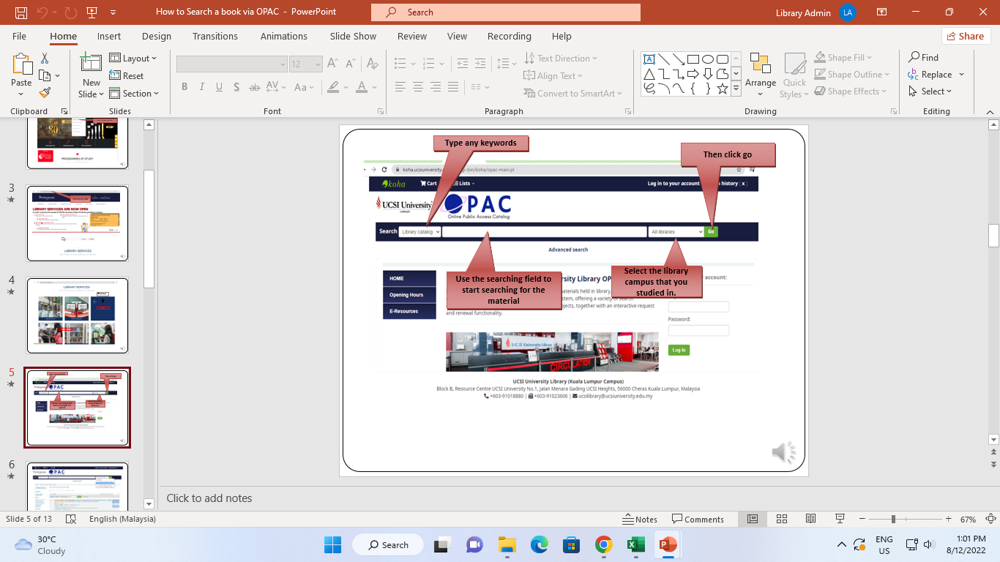 How to Search a book via OPAC - PowerPoint
Search
Library Admin
LA
File Home Insert Design Transitions Animations Slide Show Review View Recording Help
Share
Paste
New
Slide
Layout
Reset
Section
12
B I U S ab AV Aa A
Text Direction
Align Text
Convert to SmartArt
Arrange
Quick
Styles
Shape Fill
Shape Outline
Shape Effects
Find
Replace
Select
Clipboard Slides Font Paragraph Drawing Editing
80
PROGRAMMES OF STUDY
3
LIBRARY SERVICES ARE NOW OPEN
LIBRARY SERVICES
4
LIBRARY SERVICES
5
OPAC
6
OPAC
Type any keywords
Then click go
koha.ucsiuniversity.
gi-bin/koha/opac-main.pl
koha
Cart
Lists
Log in to your account
history [ x ]
UCSI University
LIBRARY
OPAC
Online Public Access Catalog
Search
Library catalog
All libraries
Go
Advanced search
Use the searching field to
start searching for the
material
Select the library
campus that you
studied in.
HOME
Opening Hours
E-Resources
rsity Library OP
account:
aterials held in library.
stem, offering a variety of search
ojects, together with an interactive request
and renewal functionality.
Password:
Log in
UCSI University Library
CIRCULATION
UCSI University Library (Kuala Lumpur Campus)
Block B, Resource Centre UCSI University No.1, Jalan Menara Gading UCSI Heights, 56000 Cheras Kuala Lumpur, Malaysia
+603-91018880 | +603-91023606 | ucsilibrary@ucsiuniversity.edu.my
Click to add notes
Slide 5 of 13
English (Malaysia)
Notes
Comments
67%
30°C
Cloudy
Search
ENG
US
1:01 PM
8/12/2022